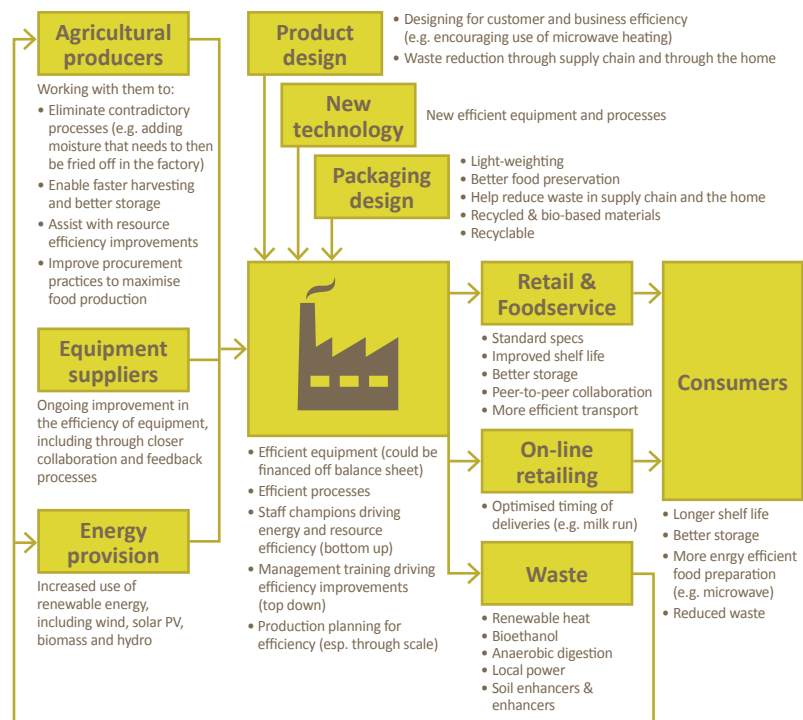 Agricultural
producers
Working with them to:
• Eliminate contradictory
processes (e.g. adding
moisture that needs to then
be fried off in the factory)
• Enable faster harvesting
and better storage
• Assist with resource
efficiency improvements
• Improve procurement
practices to maximise
food production
Equipment
suppliers
Ongoing improvement in
the efficiency of equipment,
including through closer
collaboration and feedback
processes
Energy
provision
Increased use of
renewable energy,
including wind, solar PV,
biomass and hydro
Product
design
• Designing for customer and business efficiency
(e.g. encouraging use of microwave heating)
• Waste reduction through supply chain and through the home
New
technology
New efficient equipment and processes
Packaging
design
• Light-weighting
• Better food preservation
• Help reduce waste in supply chain and the home
• Recycled & bio-based materials
• Recyclable
• Efficient equipment (could be
financed off balance sheet)
• Efficient processes
• Staff champions driving
energy and resource
efficiency (bottom up)
• Management training driving
efficiency improvements
(top down)
• Production planning for
efficiency (esp. through scale)
Retail &
Foodservice
• Standard specs
• Improved shelf life
• Better storage
• Peer-to-peer collaboration
• More efficient transport
On-line
retailing
• Optimised timing of
deliveries (e.g. milk run)
Waste
• Renewable heat
• Bioethanol
• Anaerobic digestion
• Local power
• Soil enhancers &
enhancers
Consumers
• Longer shelf life
• Better storage
• More enrgy efficient
food preparation
(e.g. microwave)
• Reduced waste